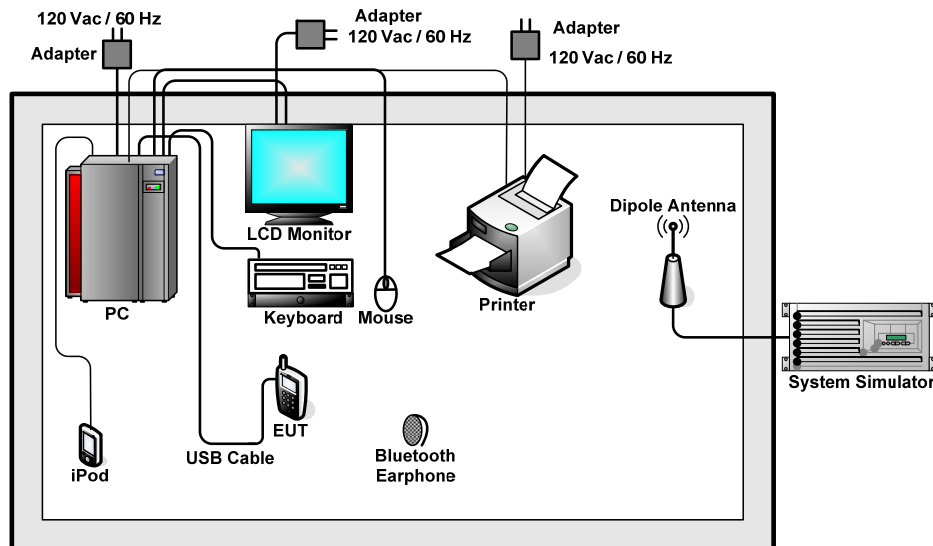 120 Vac / 60 Hz
Adapter
Adapter
120 Vac / 60 Hz
Adapter
120 Vac / 60 Hz
PC
LCD Monitor
Keyboard
Mouse
Printer
Dipole Antenna
System Simulator
EUT
USB Cable
iPod
Bluetooth
Earphone